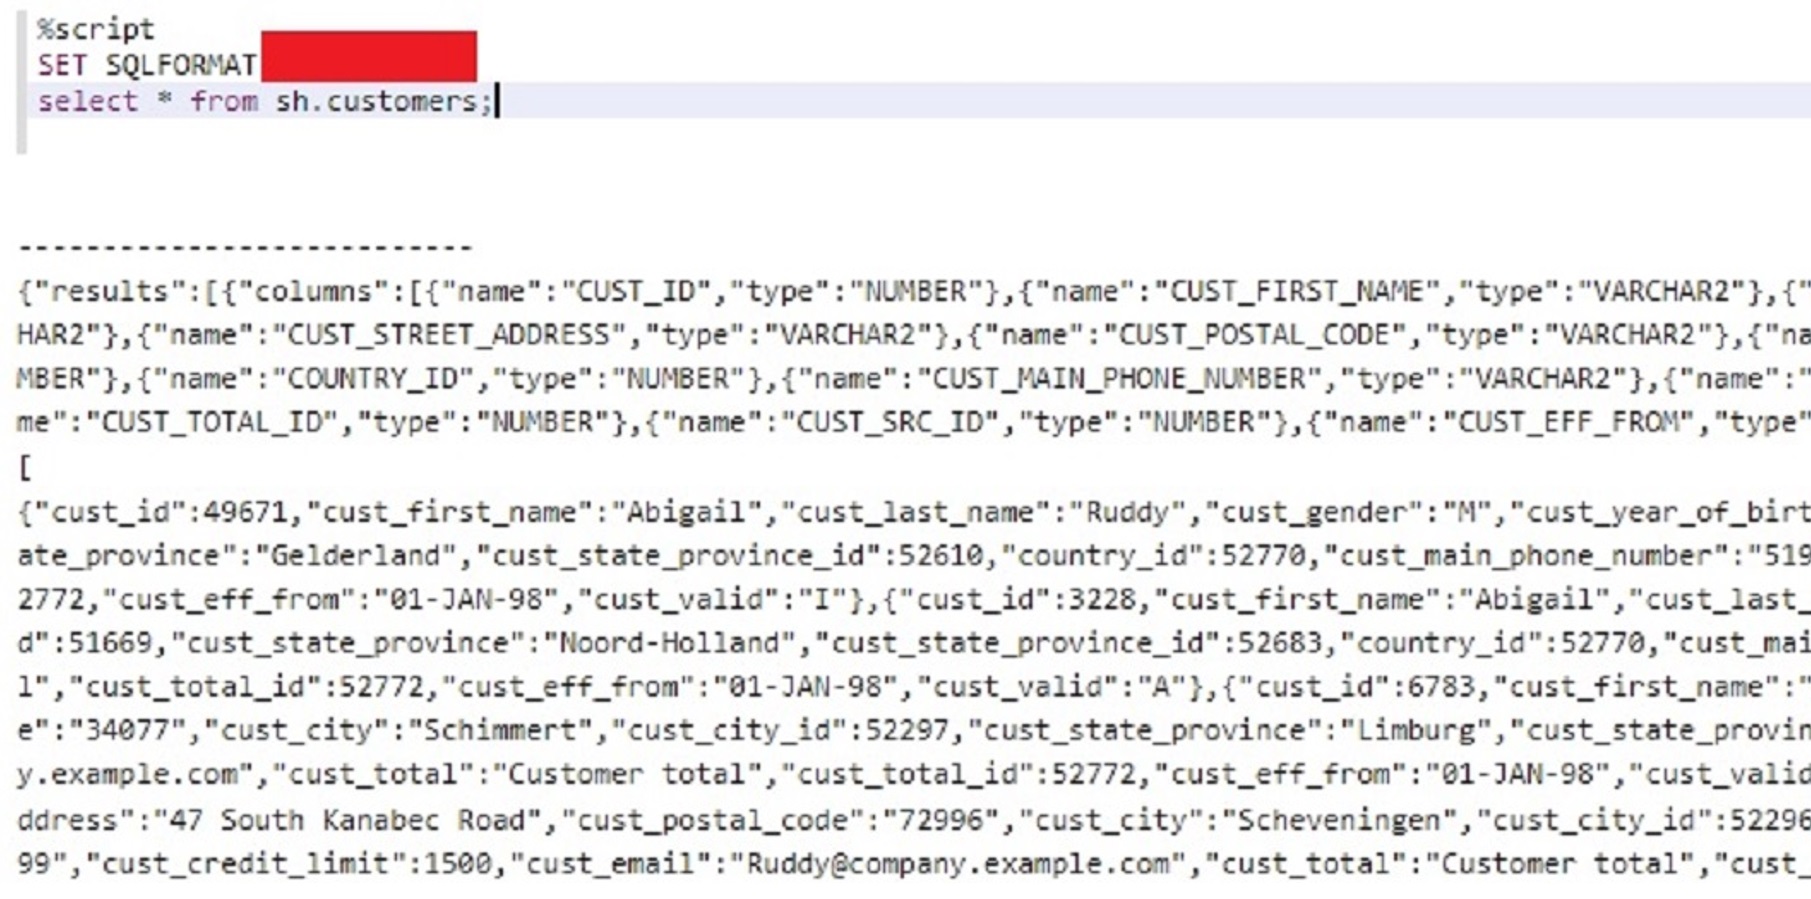 %script
SET SQLFORMAT
select * from sh.customers;
---------------------------
{"results":[{"columns":[{"name":"CUST_ID","type":"NUMBER"},{"name":"CUST_FIRST_NAME","type":"VARCHAR2"},{"
HAR2"},{"name":"CUST_STREET_ADDRESS","type":"VARCHAR2"},{"name":"CUST_POSTAL_CODE","type":"VARCHAR2"},{"na
MBER"},{"name":"COUNTRY_ID","type":"NUMBER"},{"name":"CUST_MAIN_PHONE_NUMBER","type":"VARCHAR2"},{"name":"
me":"CUST_TOTAL_ID","type":"NUMBER"},{"name":"CUST_SRC_ID","type":"NUMBER"},{"name":"CUST_EFF_FROM","type"
[
{"cust_id":49671,"cust_first_name":"Abigail","cust_last_name":"Ruddy","cust_gender":"M","cust_year_of_birt
ate_province":"Gelderland","cust_state_province_id":52610,"country_id":52770,"cust_main_phone_number":"519
2772,"cust_eff_from":"01-JAN-98","cust_valid":"I"},{"cust_id":3228,"cust_first_name":"Abigail","cust_last_
d":51669,"cust_state_province":"Noord-Holland","cust_state_province_id":52683,"country_id":52770,"cust_mai
l","cust_total_id":52772,"cust_eff_from":"01-JAN-98","cust_valid":"A"},{"cust_id":6783,"cust_first_name":"
e":"34077","cust_city":"Schimmert","cust_city_id":52297,"cust_state_province":"Limburg","cust_state_provin
y.example.com","cust_total":"Customer total","cust_total_id":52772,"cust_eff_from":"01-JAN-98","cust_valid
ddress":"47 South Kanabec Road","cust_postal_code":"72996","cust_city":"Scheveningen","cust_city_id":52296
99","cust_credit_limit":1500,"cust_email":"Ruddy@company.example.com","cust_total":"Customer total","cust_